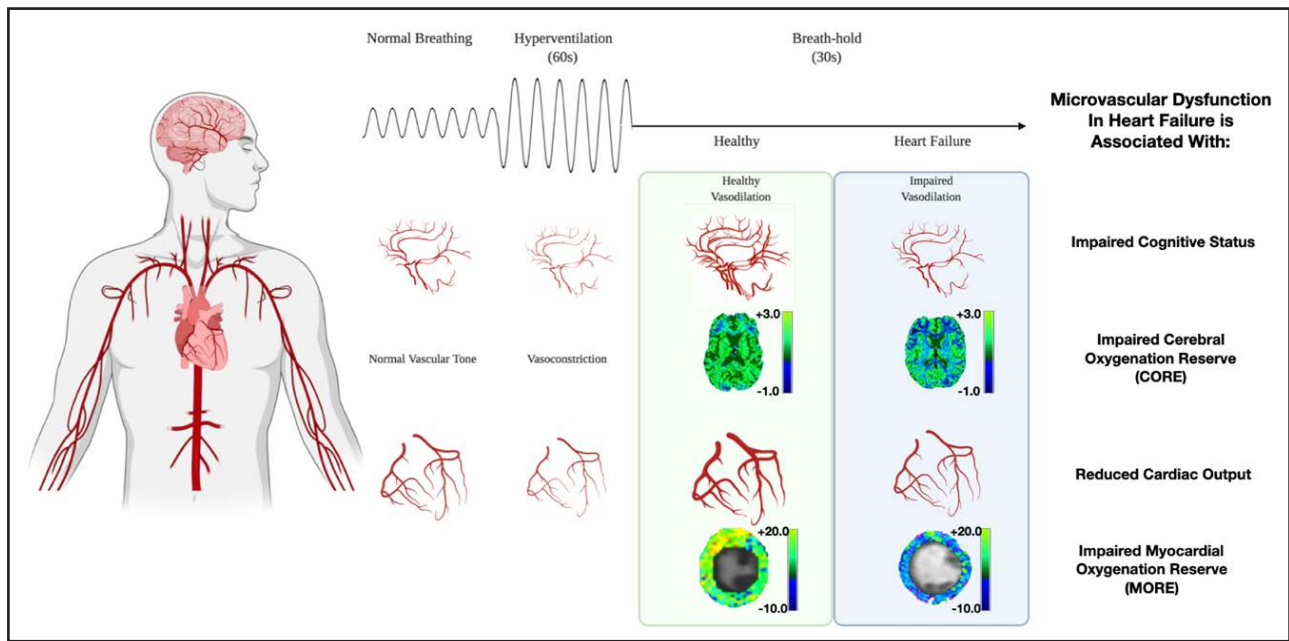 Normal Breathing
Hyperventilation
(60s)
Breath-hold
(30s)
Healthy
Heart Failure
Microvascular Dysfunction
In Heart Failure is
Associated With:
Healthy
Vasodilation
Impaired
Vasodilation
Impaired Cognitive Status
Normal Vascular Tone
Vasoconstriction
+3.0
-1.0
+3.0
-1.0
Impaired Cerebral
Oxygenation Reserve
(CORE)
Reduced Cardiac Output
+20.0
-10.0
+20.0
-10.0
Impaired Myocardial
Oxygenation Reserve
(MORE)